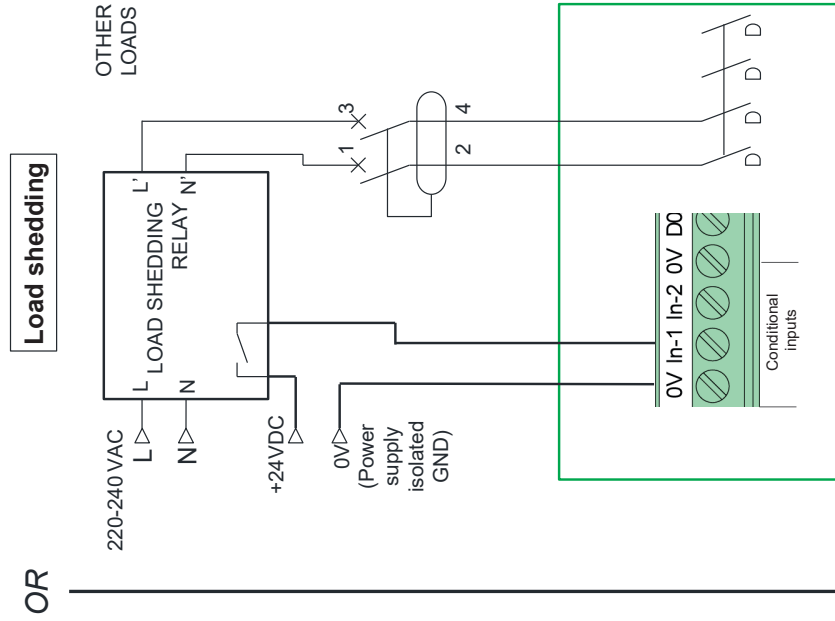 OR
Load shedding
220-240 VAC
L
N
+24VDC
0V
(Power
supply
isolated
GND)
L
N
LOAD SHEDDING
RELAY
L'
N'
OTHER
LOADS
1
3
2
4
0V In-1 In-2 0V D0
Conditional
inputs